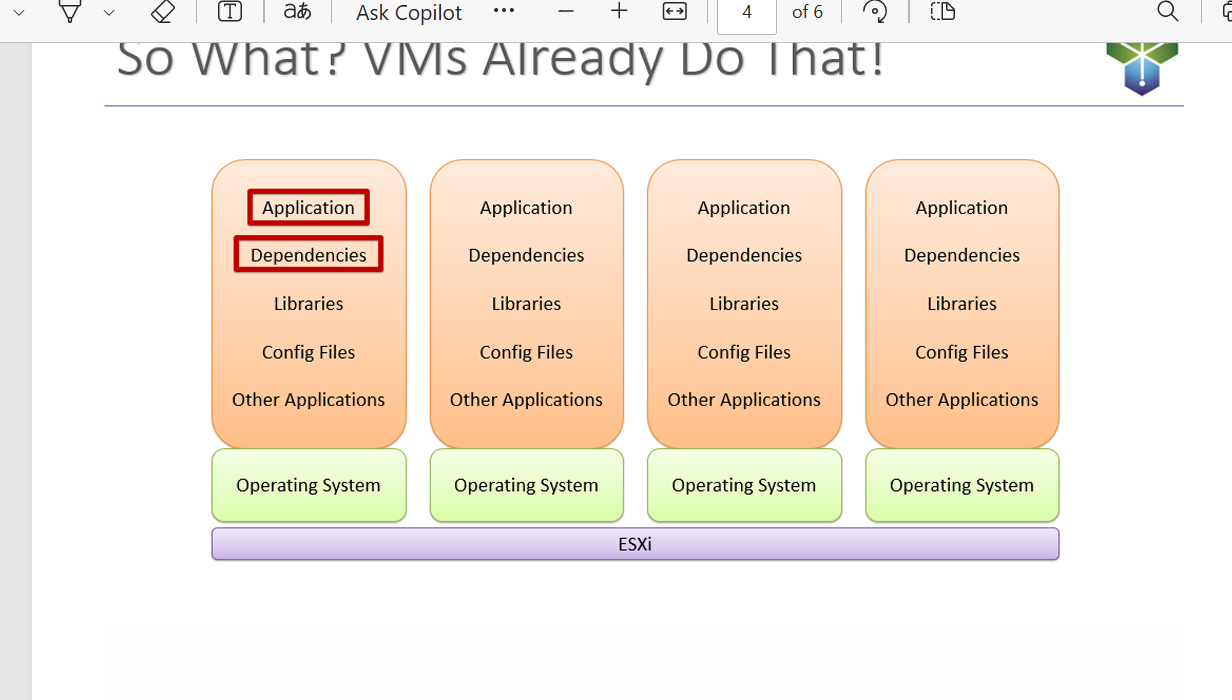 aあ Ask Copilot ... 4 of 6
So What? VMs Already Do That!
Application Application Application Application
Dependencies Dependencies Dependencies Dependencies
Libraries Libraries Libraries Libraries
Config Files Config Files Config Files Config Files
Other Applications Other Applications Other Applications Other Applications
Operating System Operating System Operating System Operating System
ESXi